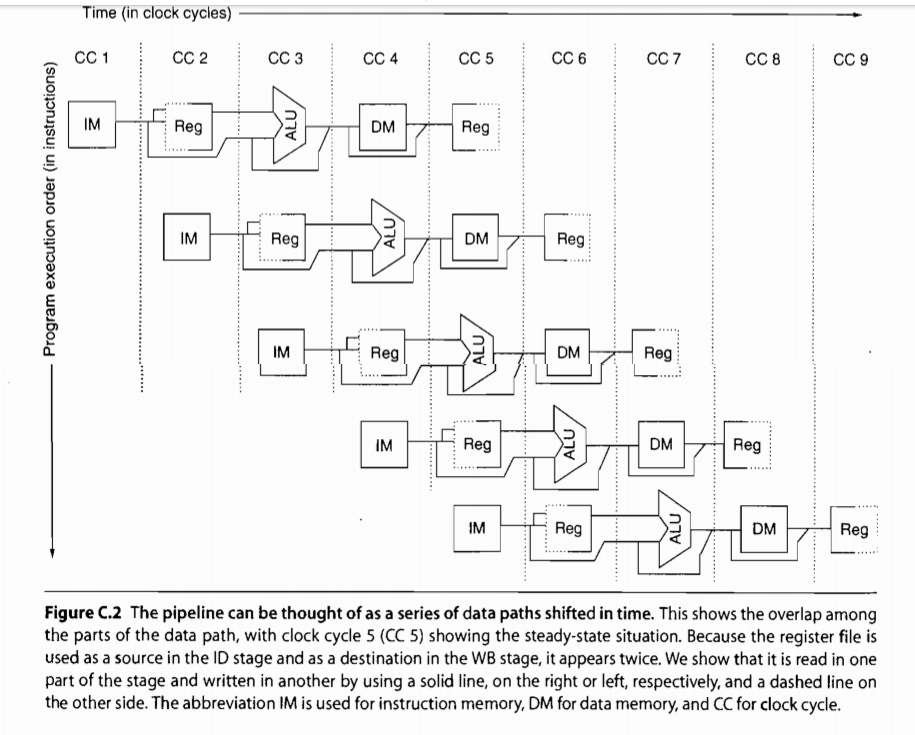 Time (in clock cycles)
CC 1 CC 2 CC 3 CC 4 CC 5 CC 6 CC 7 CC 8 CC 9
Program execution order (in instructions)
IM Reg ALU DM Reg
IM Reg ALU DM Reg
IM Reg ALU DM Reg
IM Reg ALU DM Reg
IM Reg ALU DM Reg
Figure C.2 The pipeline can be thought of as a series of data paths shifted in time. This shows the overlap among
the parts of the data path, with clock cycle 5 (CC 5) showing the steady-state situation. Because the register file is
used as a source in the ID stage and as a destination in the WB stage, it appears twice. We show that it is read in one
part of the stage and written in another by using a solid line, on the right or left, respectively, and a dashed line on
the other side. The abbreviation IM is used for instruction memory, DM for data memory, and CC for clock cycle.